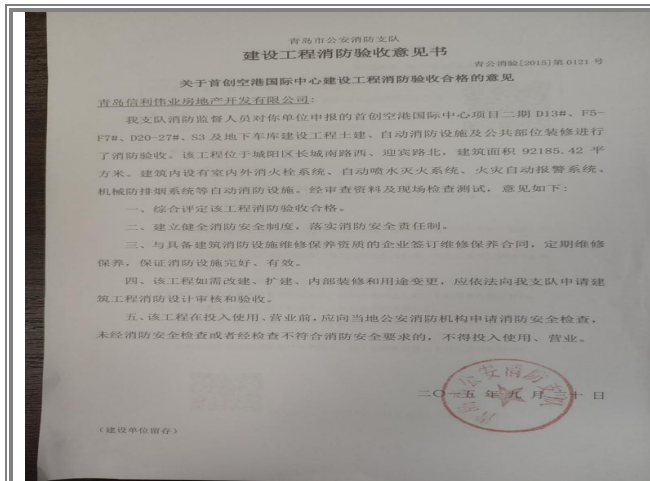 青岛市公安消防支队
建设工程消防验收意见书
青公消验[2015]第 0131 号
关于首创空港国际中心建设工程消防验收合格的意见
青岛信利伟业房地产开发有限公司:
我支队消防监督人员对你单位申报的首创空港国际中心项目二期 D13#、F5-
F7#、D20-27#、S3 及地下车库建设工程土建、自动消防设施及公共部位装修进行
了消防验收。该工程位于城阳区长城南路西、迎宾路北,建筑面积 92185.42 平
方米。建筑内设有室内外消火栓系统、自动喷水灭火系统、火灾自动报警系统、
机械防排烟系统等自动消防设施。经审查资料及现场检查测试,意见如下:
一、综合评定该工程消防验收合格。
二、建立健全消防安全制度,落实消防安全责任制。
三、与具备建筑消防设施维修保养资质的企业签订维修保养合同,定期维修
保养,保证消防设施完好、有效。
四、该工程如需改建、扩建、内部装修和用途变更,应依法向我支队申请建
筑工程消防设计审核和验收。
五、该工程在投入使用、营业前,应向当地公安消防机构申请消防安全检查,
未经消防安全检查或者经检查不符合消防安全要求的,不得投入使用、营业。
二〇一五年九月二十日
(建设单位留存)